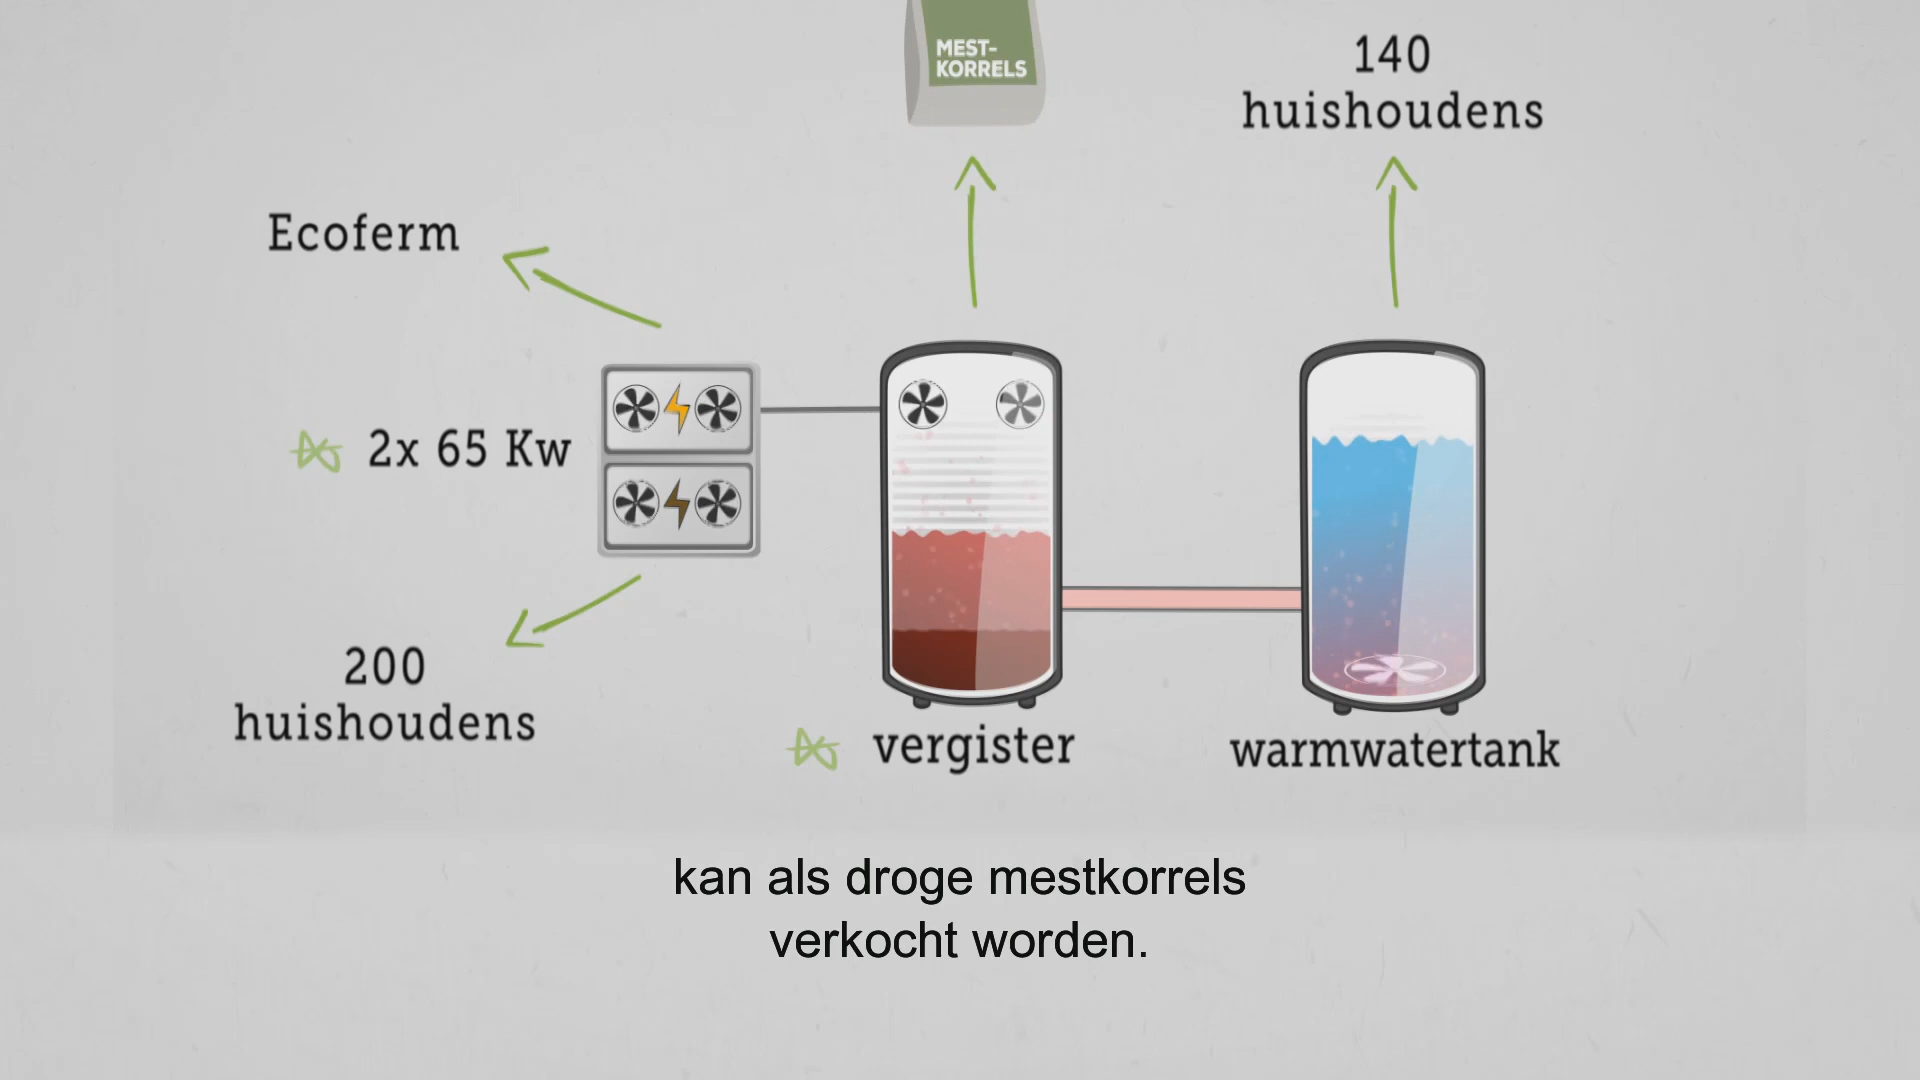 MEST-
KORRELS
140
huishoudens
Ecoferm
2x 65 Kw
200
huishoudens
vergister
warmwatertank
kan als droge mestkorrels
verkocht worden.